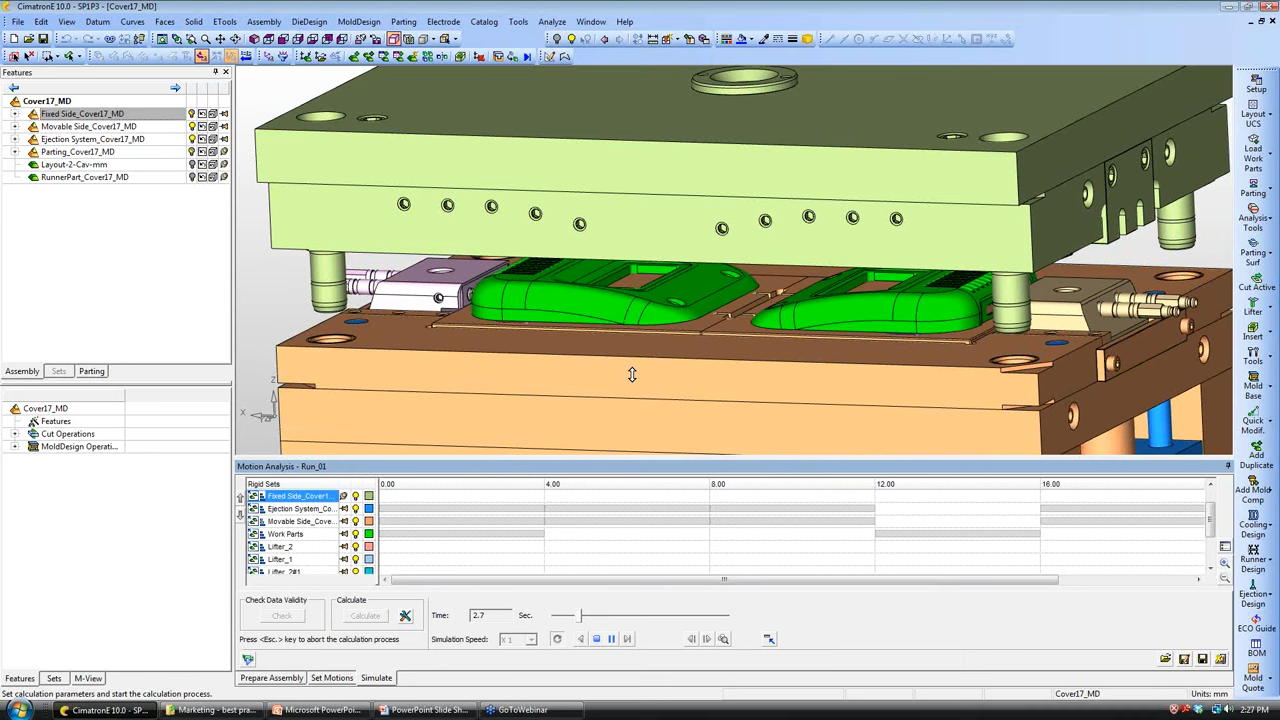 CimatronE 10.0 - SP1P3 - [Cover17_MD]
File Edit View Datum Curves Faces Solid ETools Assembly DieDesign MoldDesign Parting Electrode Catalog Tools Analyze Window Help
Features
Cover17_MD
Fixed Side_Cover17_MD
Movable Side_Cover17_MD
Ejection System_Cover17_MD
Parting_Cover17_MD
Layout-2-Cav-mm
RunnerPart_Cover17_MD
Assembly Sets Parting
Cover17_MD
Features
Cut Operations
MoldDesign Operati...
Features Sets M-View
Z
X
Setup
Layout
UCS
Load
Work
Parts
Parting
Analysis
Tools
Parting
Surf
Cut Active
Lifter
Insert
Tools
Mold
Base
Quick
Modif.
Add
Duplicate
Add Mold
Comp
Cooling
Design
Runner
Design
Ejection
Design
ECO Guide
BOM
Mold
Quote
Motion Analysis - Run_01
Rigid Sets 0.00 4.00 8.00 12.00 16.00
Fixed Side_Cover1...
Ejection System_Co...
Movable Side_Cove...
Work Parts
Lifter_2
Lifter_1
Lifter_2#1
Check Data Validity Calculate
Check Calculate Time: 2.7 Sec.
Press <Esc.> key to abort the calculation process Simulation Speed: X 1
Prepare Assembly Set Motions Simulate
Set calculation parameters and start the calculation process. Cover17_MD Units: mm
CimatronE 10.0 - SP... Marketing - best pra... Microsoft PowerPoi... PowerPoint Slide Sh... GoToWebinar 2:27 PM